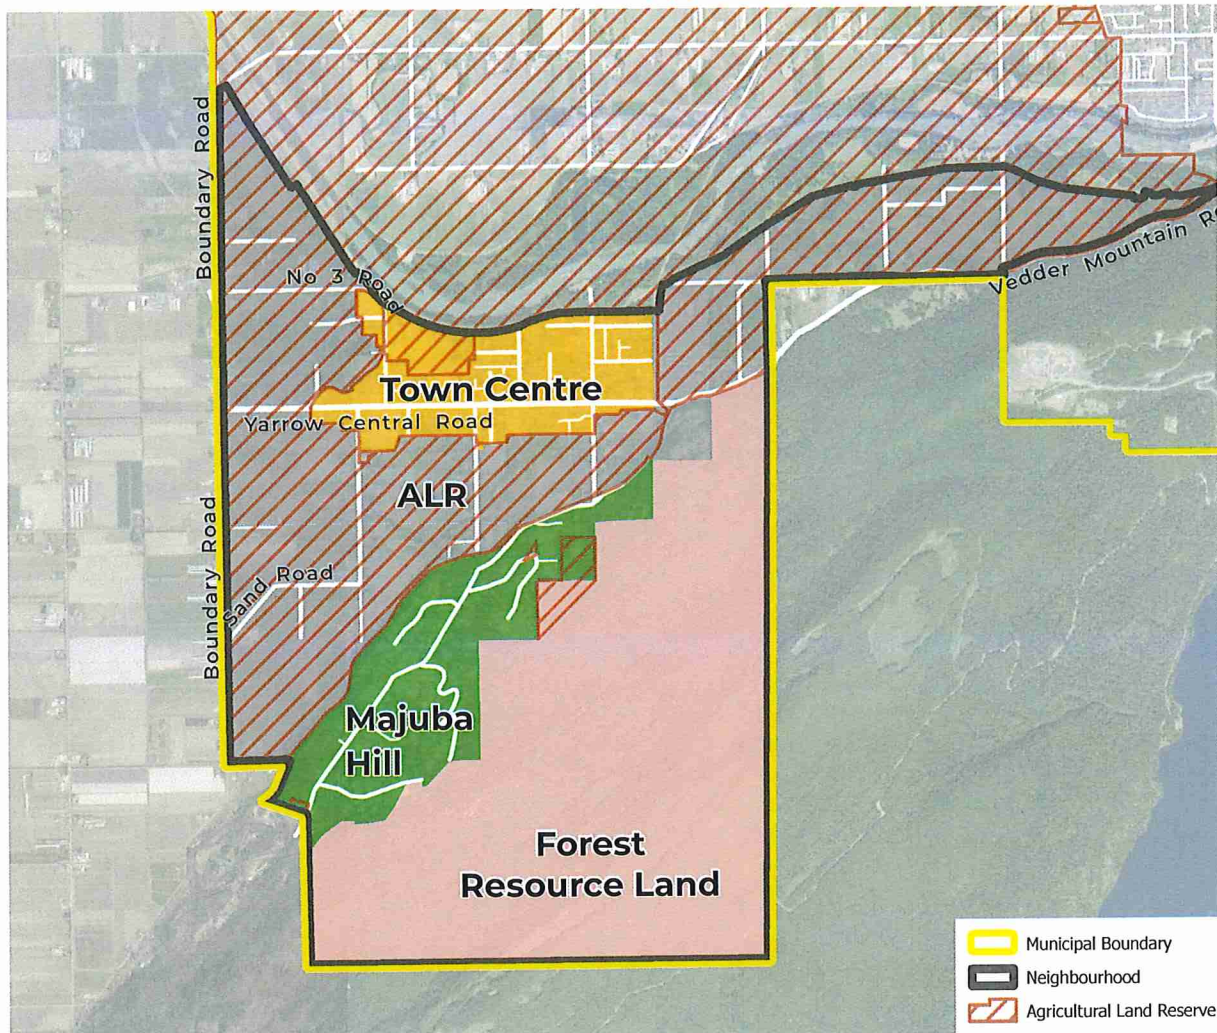 Boundary Road
No 3 Road
Vedder Mountain R
Town Centre
Yarrow Central Road
ALR
Boundary Road
Sand Road
Majuba
Hill
Forest
Resource Land
Municipal Boundary
Neighbourhood
Agricultural Land Reserve